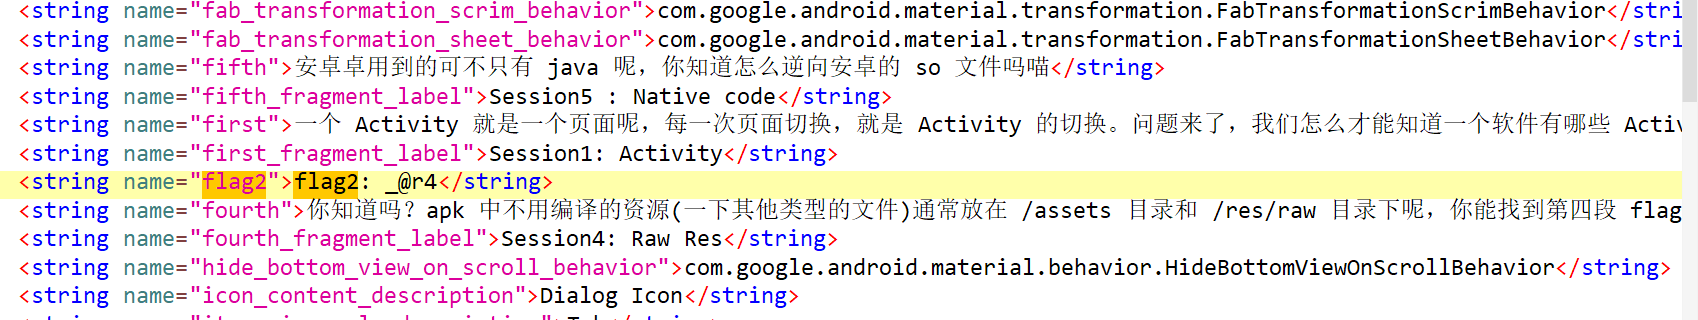 <string name="fab_transformation_scrim_behavior">com.google.android.material.transformation.FabTransformationScrimBehavior</stri
<string name="fab_transformation_sheet_behavior">com.google.android.material.transformation.FabTransformationSheetBehavior</stri
<string name="fifth">安卓卓用到的可不只有 java 呢，你知道怎么逆向安卓的 so 文件吗喵</string>
<string name="fifth_fragment_label">Session5 : Native code</string>
<string name="first">一个 Activity 就是一个页面呢，每一次页面切换，就是 Activity 的切换。问题来了，我们怎么才能知道一个软件有哪些 Activ
<string name="first_fragment_label">Session1: Activity</string>
<string name="flag2">flag2: _@r4</string>
<string name="fourth">你知道吗？apk 中不用编译的资源(一下其他类型的文件)通常放在 /assets 目录和 /res/raw 目录下呢，你能找到第四段 flag
<string name="fourth_fragment_label">Session4: Raw Res</string>
<string name="hide_bottom_view_on_scroll_behavior">com.google.android.material.behavior.HideBottomViewOnScrollBehavior</string>
<string name="icon_content_description">Dialog Icon</string>